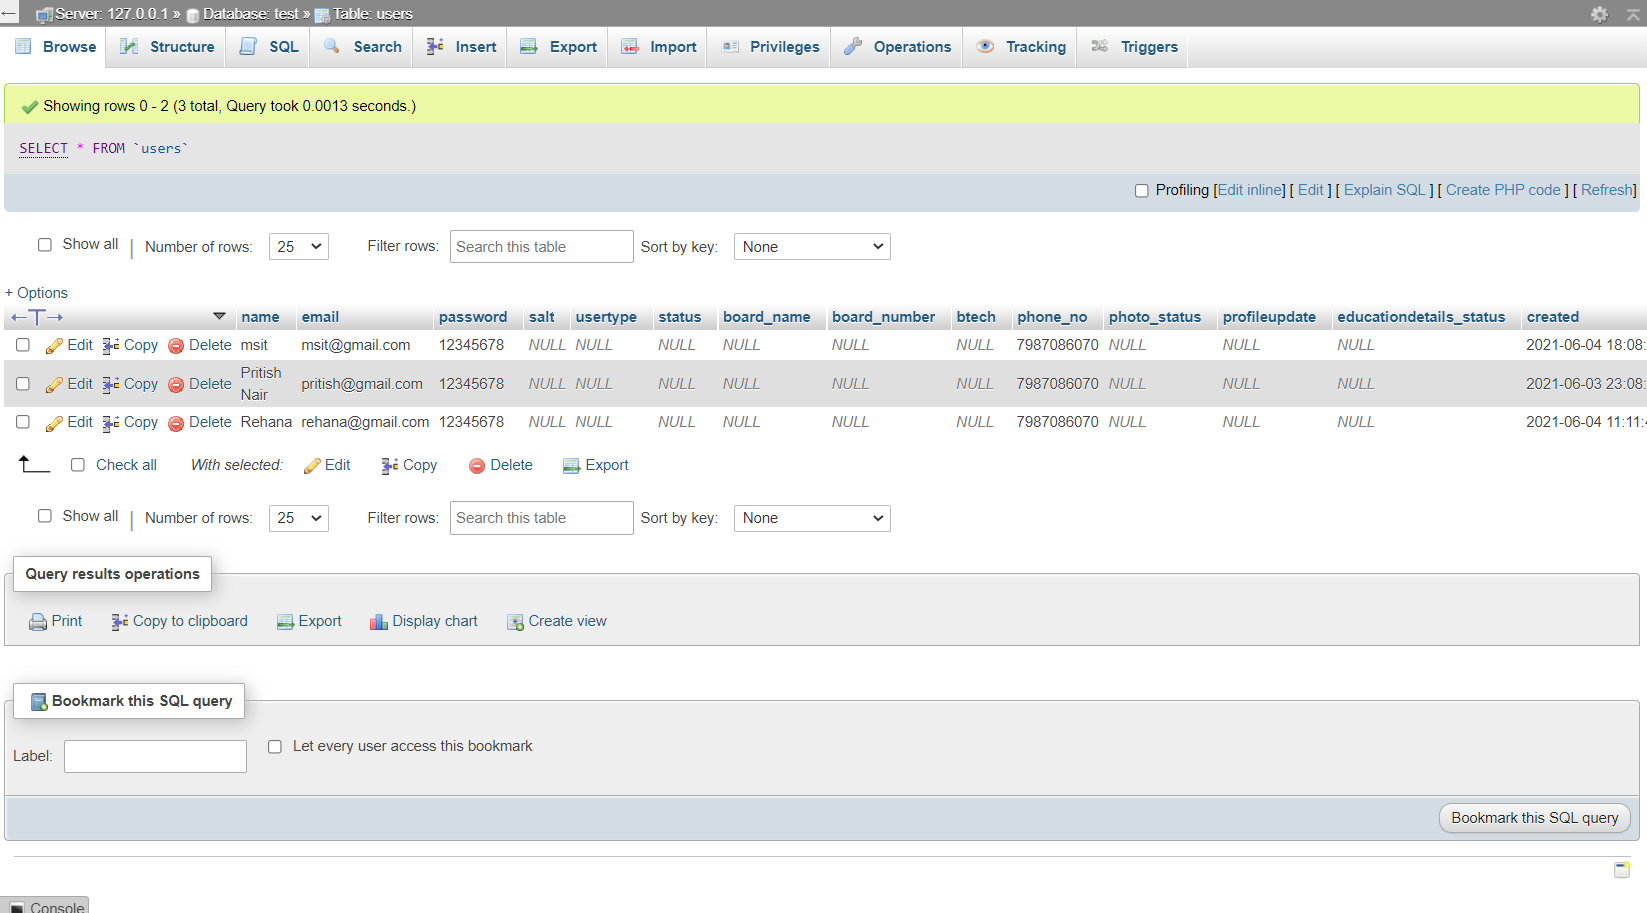 Server: 127.0.0.1 » Database: test » Table: users
Browse Structure SQL Search Insert Export Import Privileges Operations Tracking Triggers
Showing rows 0 - 2 (3 total, Query took 0.0013 seconds.)
SELECT * FROM `users`
Profiling [Edit inline] [ Edit ] [ Explain SQL ] [ Create PHP code ] [ Refresh]
Show all | Number of rows: 25 Filter rows: Search this table Sort by key: None
+ Options
←T→ name email password salt usertype status board_name board_number btech phone_no photo_status profileupdate educationdetails_status created
Edit Copy Delete msit msit@gmail.com 12345678 NULL NULL NULL NULL NULL NULL 7987086070 NULL NULL NULL 2021-06-04 18:08:
Edit Copy Delete Pritish Nair pritish@gmail.com 12345678 NULL NULL NULL NULL NULL NULL 7987086070 NULL NULL NULL 2021-06-03 23:08:
Edit Copy Delete Rehana rehana@gmail.com 12345678 NULL NULL NULL NULL NULL NULL 7987086070 NULL NULL NULL 2021-06-04 11:11:
Check all With selected: Edit Copy Delete Export
Show all | Number of rows: 25 Filter rows: Search this table Sort by key: None
Query results operations
Print Copy to clipboard Export Display chart Create view
Bookmark this SQL query
Label: Let every user access this bookmark
Bookmark this SQL query
Console